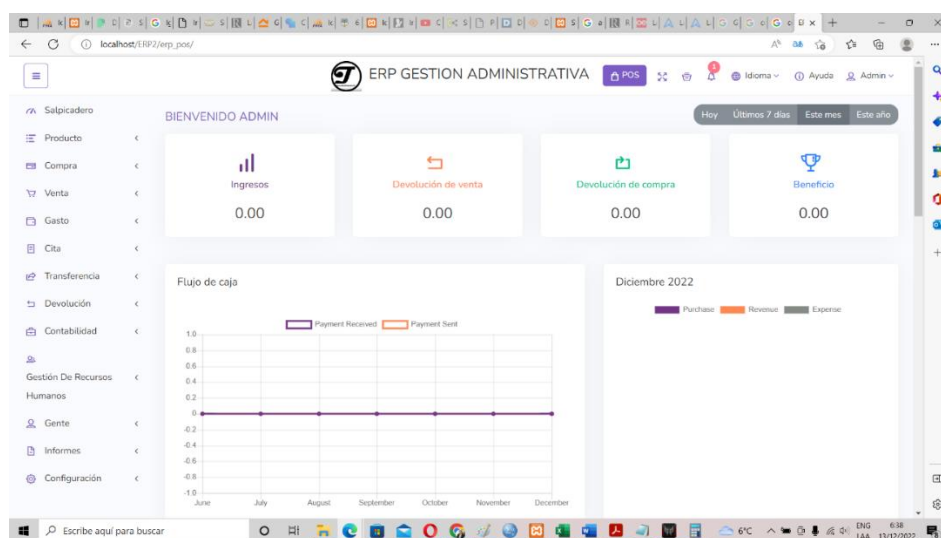 localhost/ERP2/erp_pos/
ERP GESTION ADMINISTRATIVA
POS
1
Idioma
Ayuda
Admin
Salpicadero
Producto
Compra
Venta
Gasto
Cita
Transferencia
Devolución
Contabilidad
Gestión De Recursos
Humanos
Gente
Informes
Configuración
BIENVENIDO ADMIN
Hoy
Últimos 7 días
Este mes
Este año
Ingresos
0.00
Devolución de venta
0.00
Devolución de compra
0.00
Beneficio
0.00
Flujo de caja
Payment Received
Payment Sent
1.0
0.8
0.6
0.4
0.2
0
-0.2
-0.4
-0.6
-0.8
-1.0
June
July
August
September
October
November
December
Diciembre 2022
Purchase
Revenue
Expense
Escribe aquí para buscar
6°C
ENG
LAA
6:38
13/12/2022